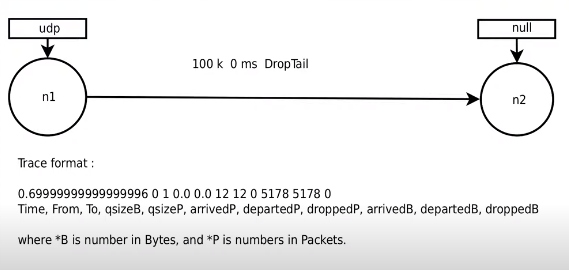 udp
null
100 k 0 ms DropTail
n1
n2
Trace format :
0.69999999999999996 0 1 0.0 0.0 12 12 0 5178 5178 0
Time, From, To, qsizeB, qsizeP, arrivedP, departedP, droppedP, arrivedB, departedB, droppedB
where *B is number in Bytes, and *P is numbers in Packets.